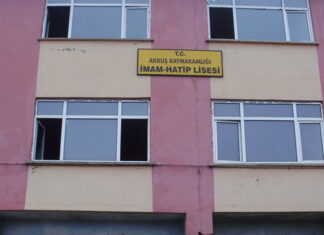 T.C.
AKKUŞ KAYMAKAMLIĞI
İMAM-HATİP LİSESİ